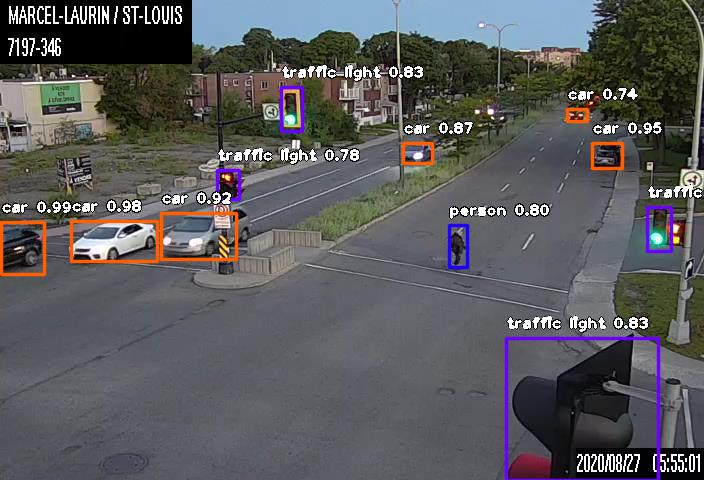 MARCEL-LAURIN / ST-LOUIS
7197-346
traffic light 0.83
car 0.74
car 0.87
car 0.95
traffic light 0.78
car 0.99
car 0.98
car 0.92
traffic
person 0.80
À VENDRE
traffic light 0.83
2020/08/27 05:55:01